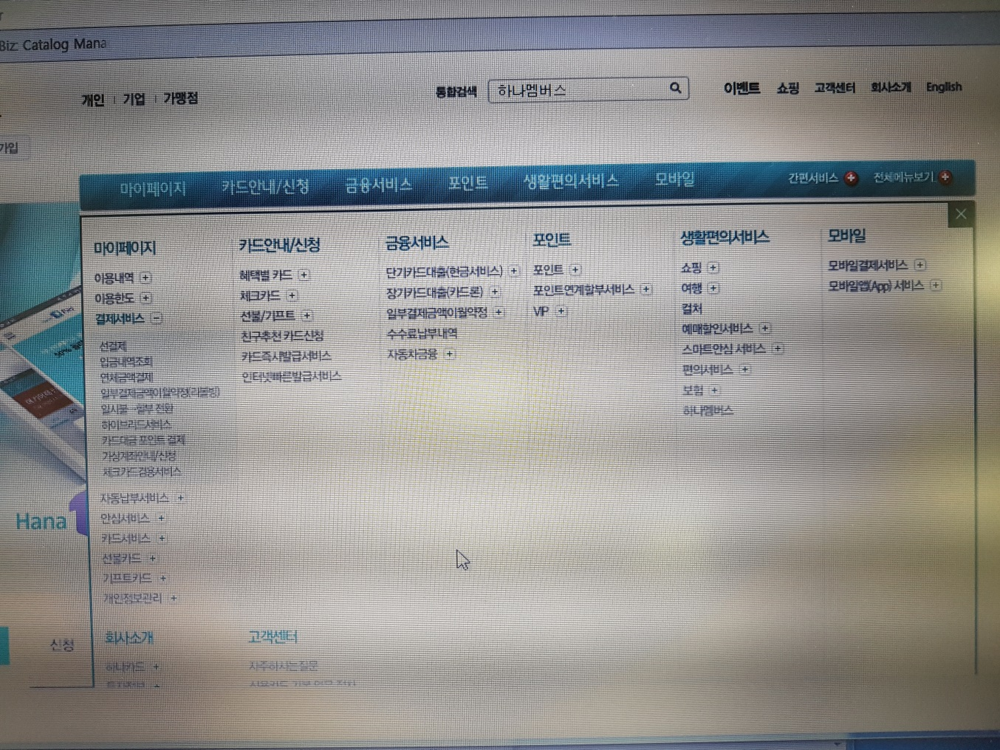 Biz: Catalog Mana
개인 | 기업 | 가맹점
통합검색 하나멤버스
이벤트 쇼핑 고객센터 회사소개 English
가입
마이페이지 카드안내/신청 금융서비스 포인트 생활편의서비스 모바일 간편서비스 전체메뉴보기
마이페이지
이용내역 +
이용한도 +
결제서비스 −
선결제
입금내역조회
연체금액결제
일부결제금액이월약정(리볼빙)
일시불→할부 전환
하이브리드서비스
카드대금 포인트 결제
가상계좌안내/신청
체크카드겸용서비스
자동납부서비스 +
안심서비스 +
카드서비스 +
선불카드 +
기프트카드 +
개인정보관리 +
카드안내/신청
혜택별 카드 +
체크카드 +
선불/기프트 +
친구추천 카드신청
카드즉시발급서비스
인터넷빠른발급서비스
금융서비스
단기카드대출(현금서비스) +
장기카드대출(카드론) +
일부결제금액이월약정 +
수수료납부내역
자동차금융 +
포인트
포인트 +
포인트연계할부서비스 +
VIP +
생활편의서비스
쇼핑 +
여행 +
컬처
예매할인서비스 +
스마트안심 서비스 +
편의서비스 +
보험 +
하나멤버스
모바일
모바일결제서비스 +
모바일앱(App) 서비스 +
Hana
신청
회사소개
하나카드 +
투자정보 +
고객센터
자주하시는질문